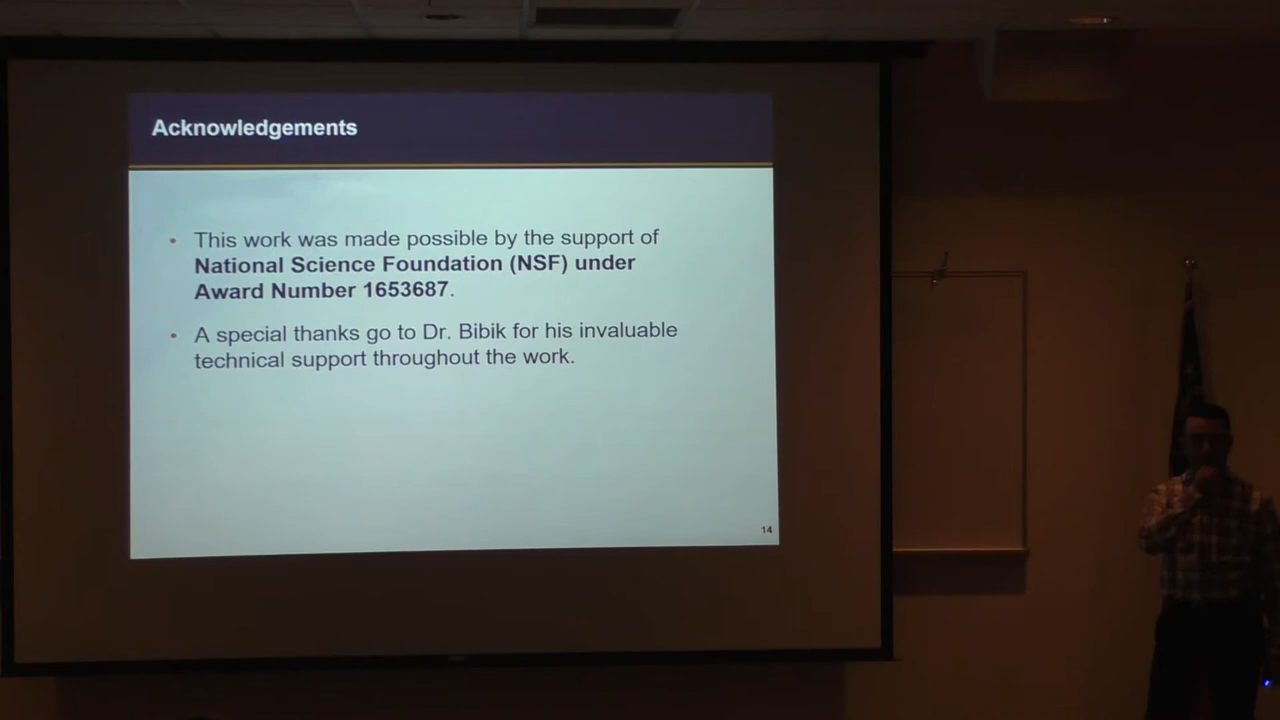 Acknowledgements
• This work was made possible by the support of
National Science Foundation (NSF) under
Award Number 1653687.
• A special thanks go to Dr. Bibik for his invaluable
technical support throughout the work.
14